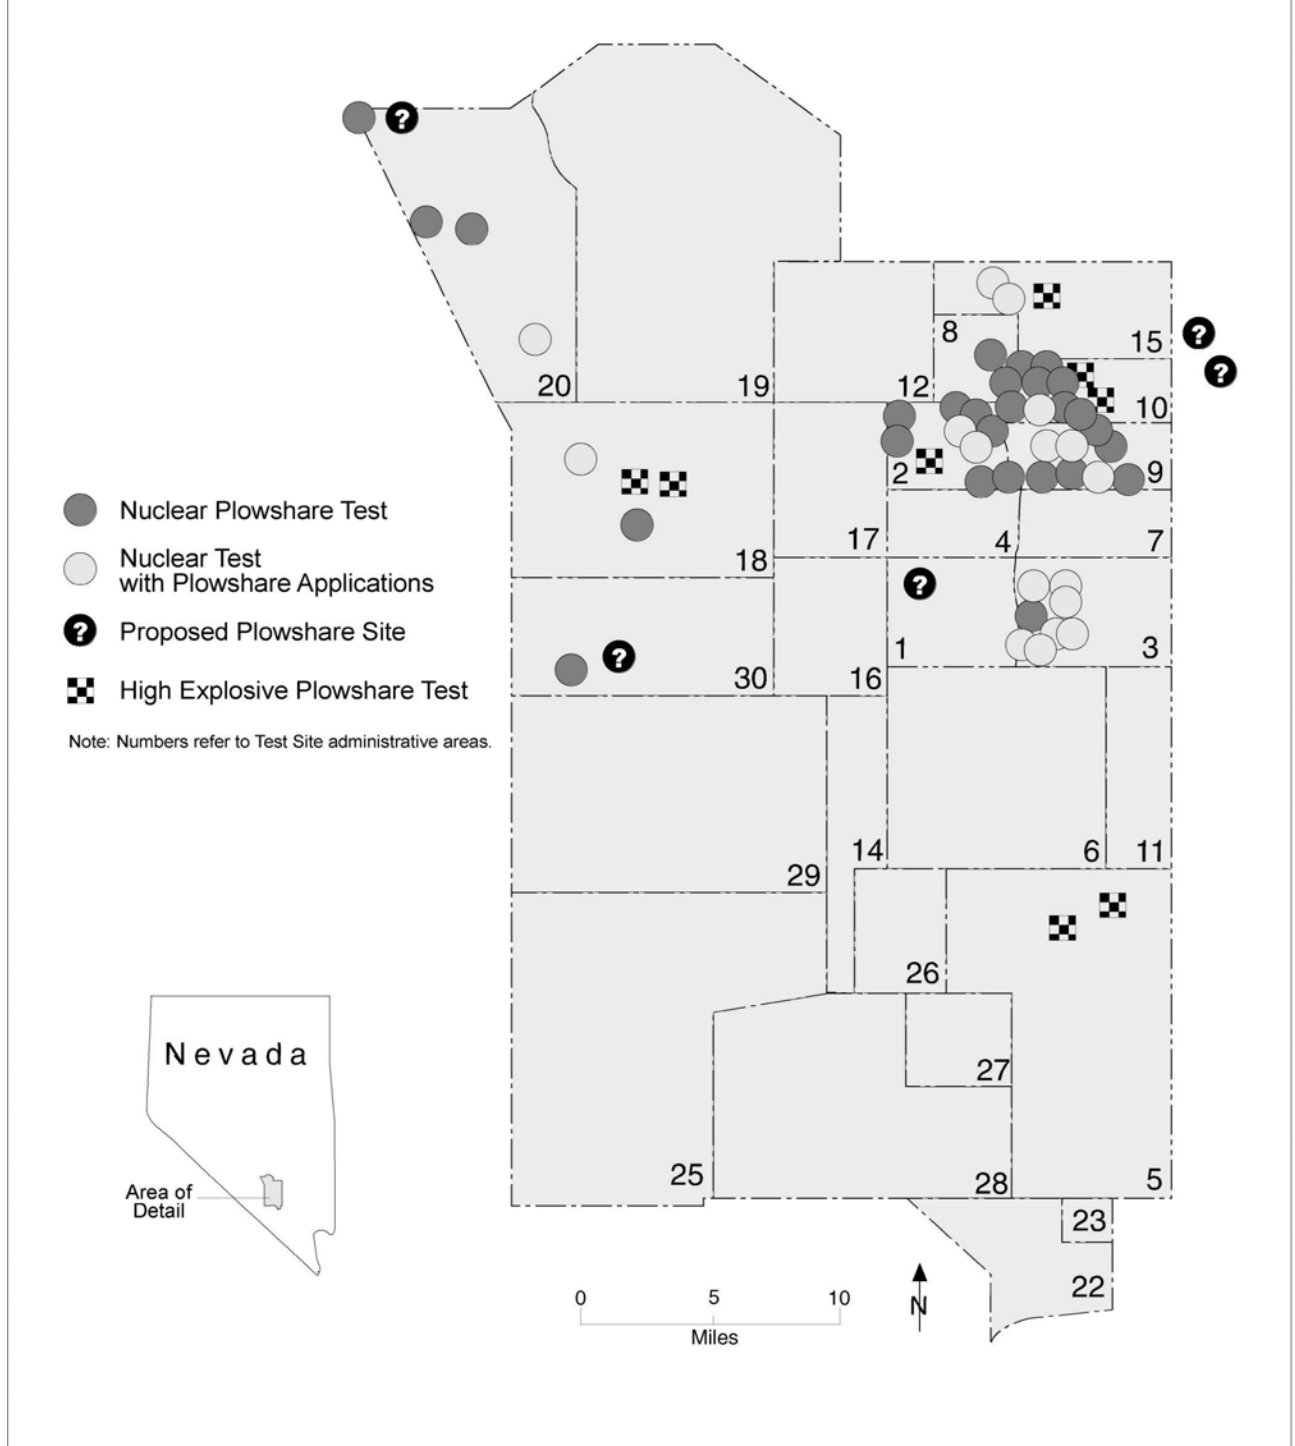 ?
8
15
?
?
20
19
12
10
2
9
Nuclear Plowshare Test
17
4
7
Nuclear Test
with Plowshare Applications
18
?
? Proposed Plowshare Site
?
1
3
30
16
High Explosive Plowshare Test
Note: Numbers refer to Test Site administrative areas.
14
6
11
29
26
Nevada
27
25
28
5
Area of
Detail
23
22
0 5 10
Miles
N